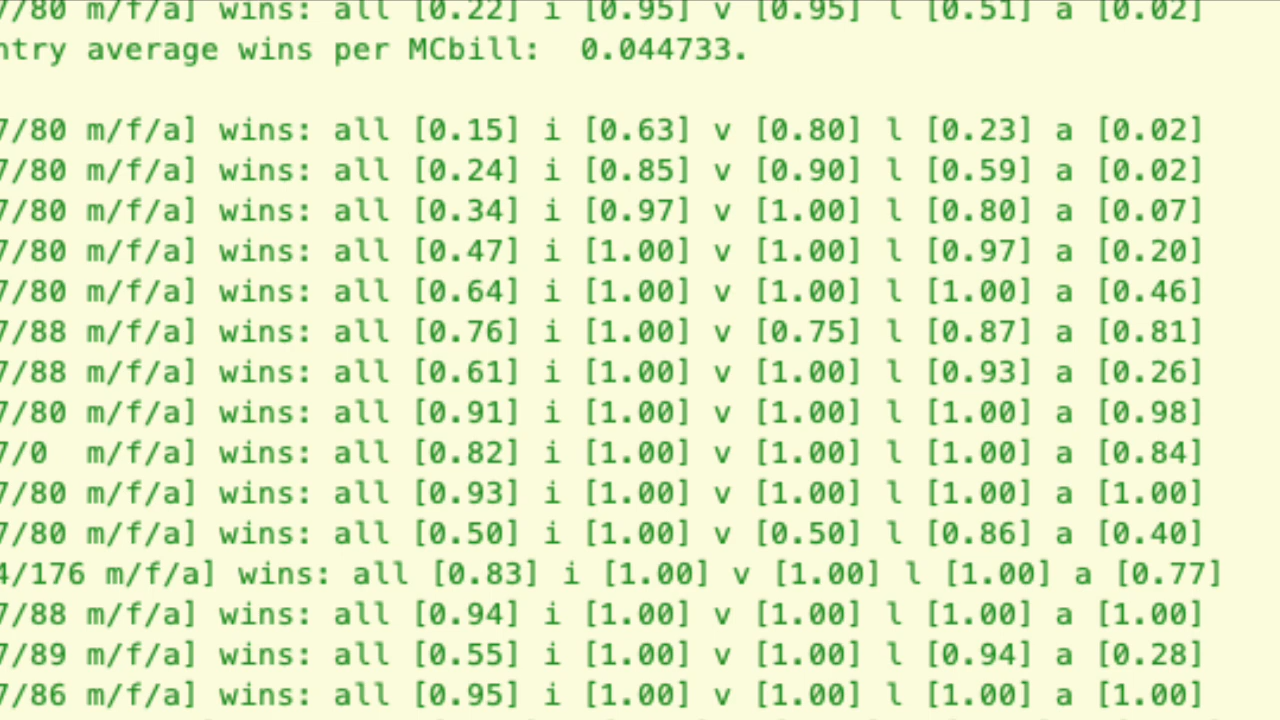 7/80 m/f/a] wins: all [0.22] i [0.95] v [0.95] l [0.51] a [0.02]
ntry average wins per MCbill:  0.044733.
7/80 m/f/a] wins: all [0.15] i [0.63] v [0.80] l [0.23] a [0.02]
7/80 m/f/a] wins: all [0.24] i [0.85] v [0.90] l [0.59] a [0.02]
7/80 m/f/a] wins: all [0.34] i [0.97] v [1.00] l [0.80] a [0.07]
7/80 m/f/a] wins: all [0.47] i [1.00] v [1.00] l [0.97] a [0.20]
7/80 m/f/a] wins: all [0.64] i [1.00] v [1.00] l [1.00] a [0.46]
7/88 m/f/a] wins: all [0.76] i [1.00] v [0.75] l [0.87] a [0.81]
7/88 m/f/a] wins: all [0.61] i [1.00] v [1.00] l [0.93] a [0.26]
7/80 m/f/a] wins: all [0.91] i [1.00] v [1.00] l [1.00] a [0.98]
7/0  m/f/a] wins: all [0.82] i [1.00] v [1.00] l [1.00] a [0.84]
7/80 m/f/a] wins: all [0.93] i [1.00] v [1.00] l [1.00] a [1.00]
7/80 m/f/a] wins: all [0.50] i [1.00] v [0.50] l [0.86] a [0.40]
4/176 m/f/a] wins: all [0.83] i [1.00] v [1.00] l [1.00] a [0.77]
7/88 m/f/a] wins: all [0.94] i [1.00] v [1.00] l [1.00] a [1.00]
7/89 m/f/a] wins: all [0.55] i [1.00] v [1.00] l [0.94] a [0.28]
7/86 m/f/a] wins: all [0.95] i [1.00] v [1.00] l [1.00] a [1.00]